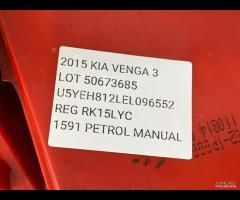 2015 KIA VENGA 3
LOT 50673685
U5YEH812LEL096552
REG RK15LYC
1591 PETROL MANUAL